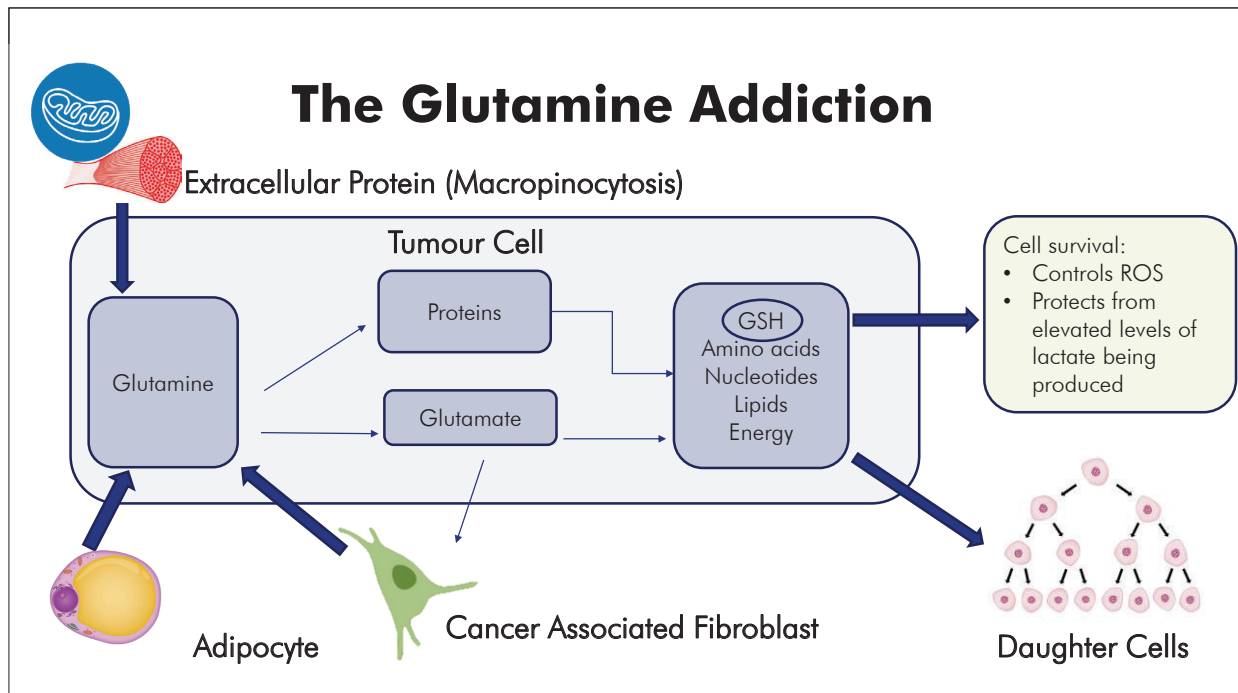 The Glutamine Addiction
Extracellular Protein (Macropinocytosis)
Tumour Cell
Glutamine
Proteins
Glutamate
GSH
Amino acids
Nucleotides
Lipids
Energy
Cell survival:
• Controls ROS
• Protects from
elevated levels of
lactate being
produced
Adipocyte
Cancer Associated Fibroblast
Daughter Cells